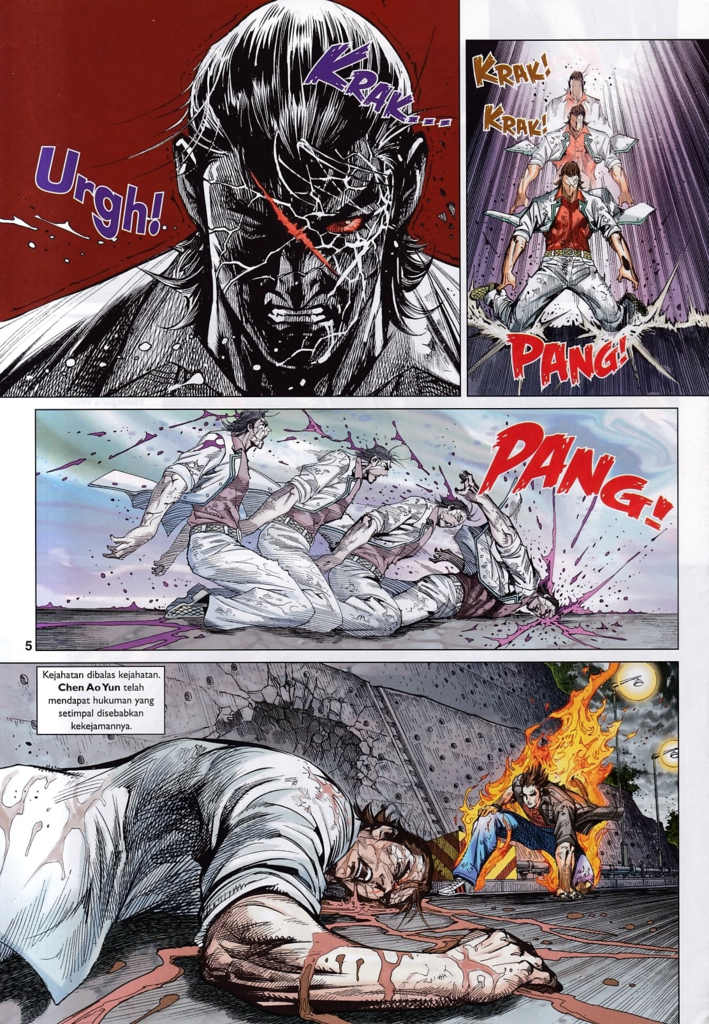 Krak...
Urgh!
Krak!
Krak!
Pang!
Pang!
5
Kejahatan dibalas kejahatan.
Chen Ao Yun telah
mendapat hukuman yang
setimpal disebabkan
kekejamannya.